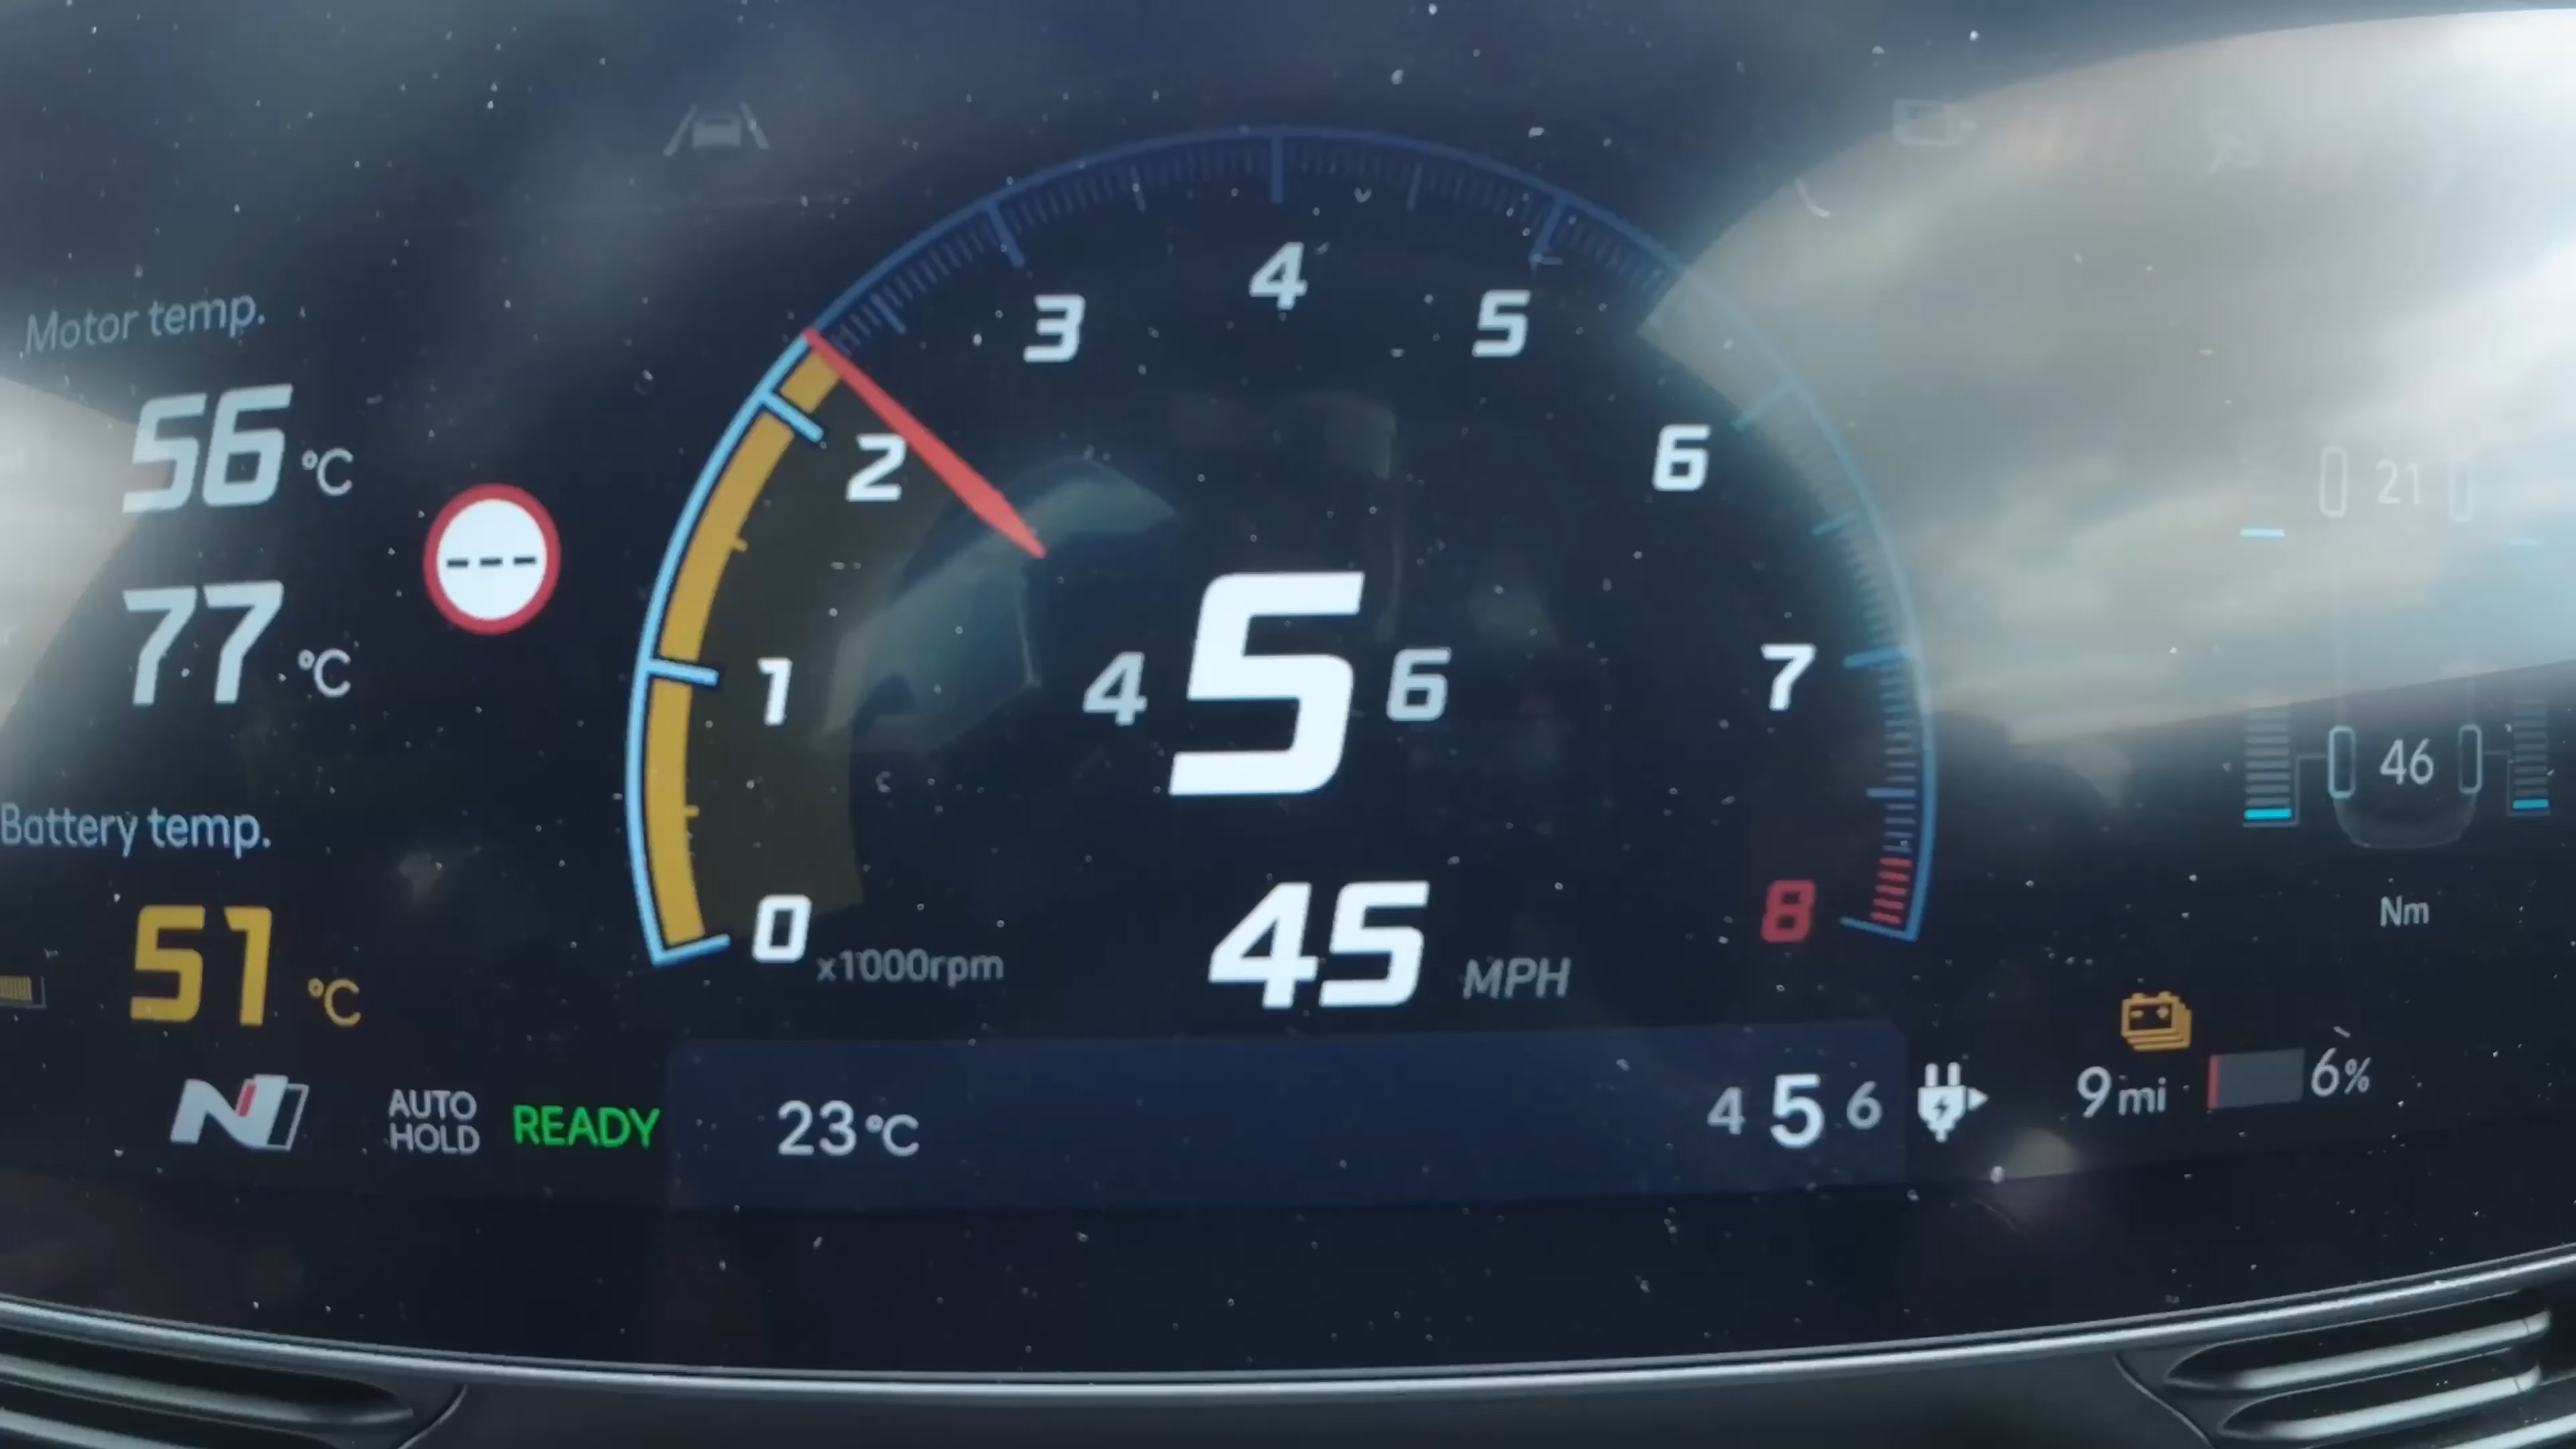 Motor temp.
56 °C
77 °C
---
Battery temp.
51 °C
0 1 2 3 4 5 6 7 8
x1000rpm
4 5 6
45 MPH
21
46
Nm
N
AUTO
HOLD
READY
23°C
4 5 6
9 mi
6%